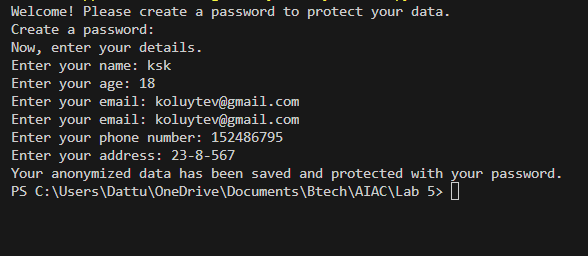 Welcome! Please create a password to protect your data.
Create a password:
Now, enter your details.
Enter your name: ksk
Enter your age: 18
Enter your email: koluytev@gmail.com
Enter your email: koluytev@gmail.com
Enter your phone number: 152486795
Enter your address: 23-8-567
Your anonymized data has been saved and protected with your password.
PS C:\Users\Dattu\OneDrive\Documents\Btech\AIAC\Lab 5>